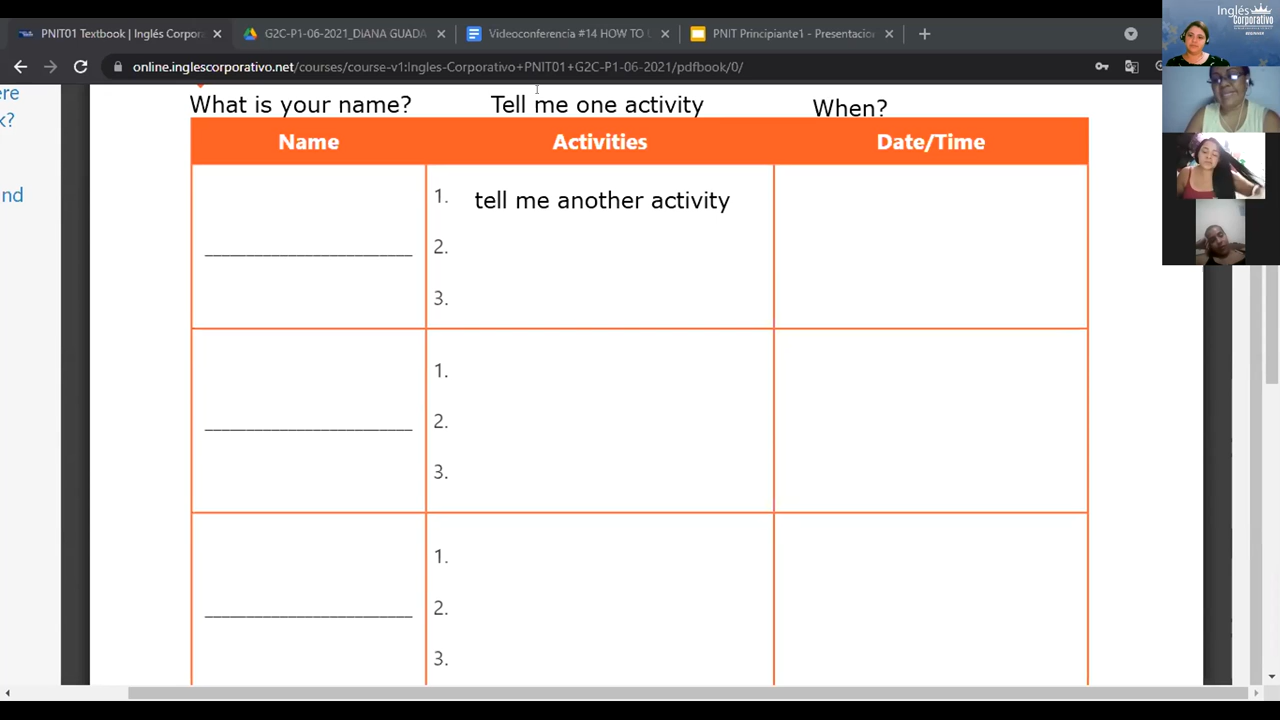 PNIT01 Textbook | Inglés Corpor
G2C-P1-06-2021_DIANA GUADA
Videoconferencia #14 HOW TO
PNIT Principiante1 - Presentacio
online.inglescorporativo.net/courses/course-v1:Ingles-Corporativo+PNIT01+G2C-P1-06-2021/pdfbook/0/
Inglés
Corporativo
BEGINNER
ere
k?
nd
What is your name?
Tell me one activity
When?
Name
Activities
Date/Time
1. tell me another activity
2.
3.
1.
2.
3.
1.
2.
3.